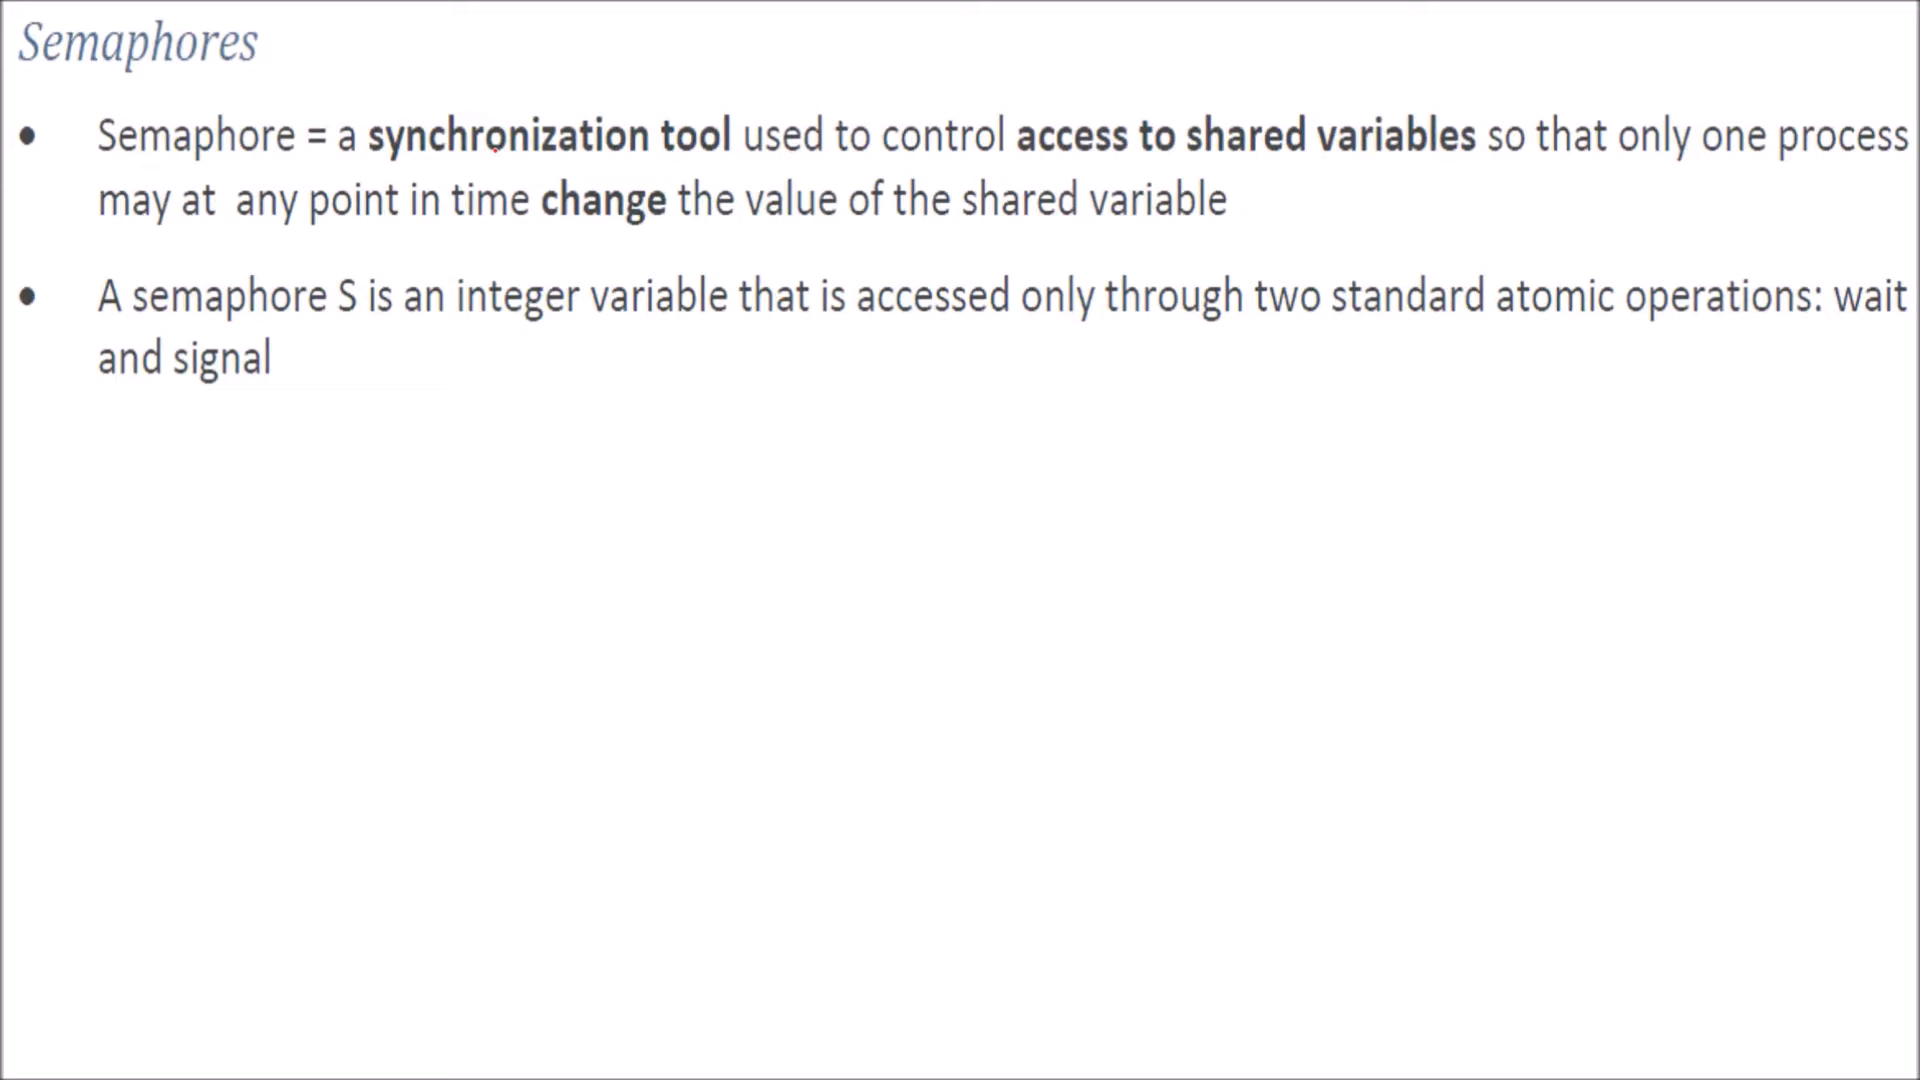 Semaphores
• Semaphore = a synchronization tool used to control access to shared variables so that only one process
may at any point in time change the value of the shared variable
• A semaphore S is an integer variable that is accessed only through two standard atomic operations: wait
and signal